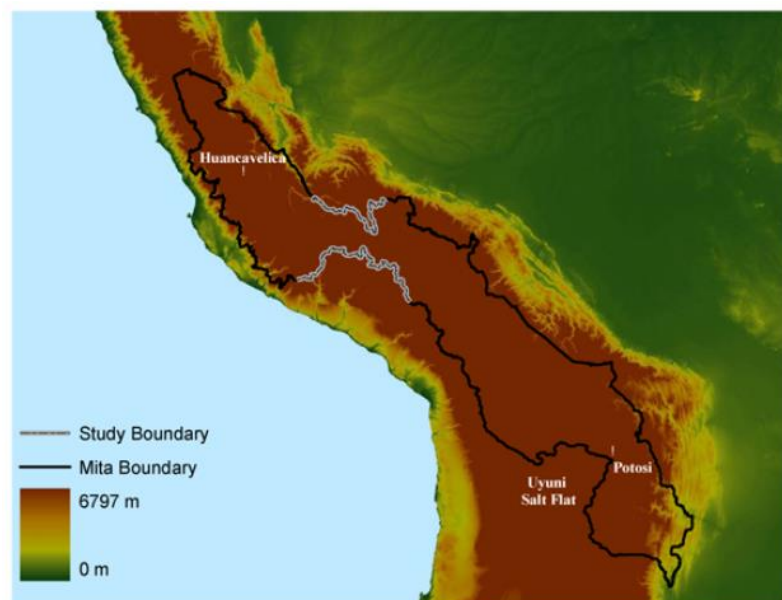 Huancavelica
Study Boundary
Mita Boundary
6797 m
0 m
Uyuni
Salt Flat
Potosi